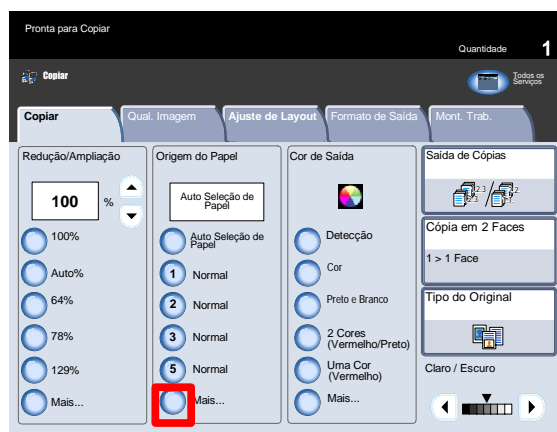 Pronta para Copiar
Quantidade 1
Copiar
Todos os
Serviços
Copiar
Qual. Imagem
Ajuste de Layout
Formato de Saída
Mont. Trab.
Redução/Ampliação
100 %
100%
Auto%
64%
78%
129%
Mais...
Origem do Papel
Auto Seleção de
Papel
Auto Seleção de
Papel
1 Normal
2 Normal
3 Normal
5 Normal
Mais...
Cor de Saída
Detecção
Cor
Preto e Branco
2 Cores
(Vermelho/Preto)
Uma Cor
(Vermelho)
Mais...
Saída de Cópias
Cópia em 2 Faces
1 > 1 Face
Tipo do Original
Claro / Escuro